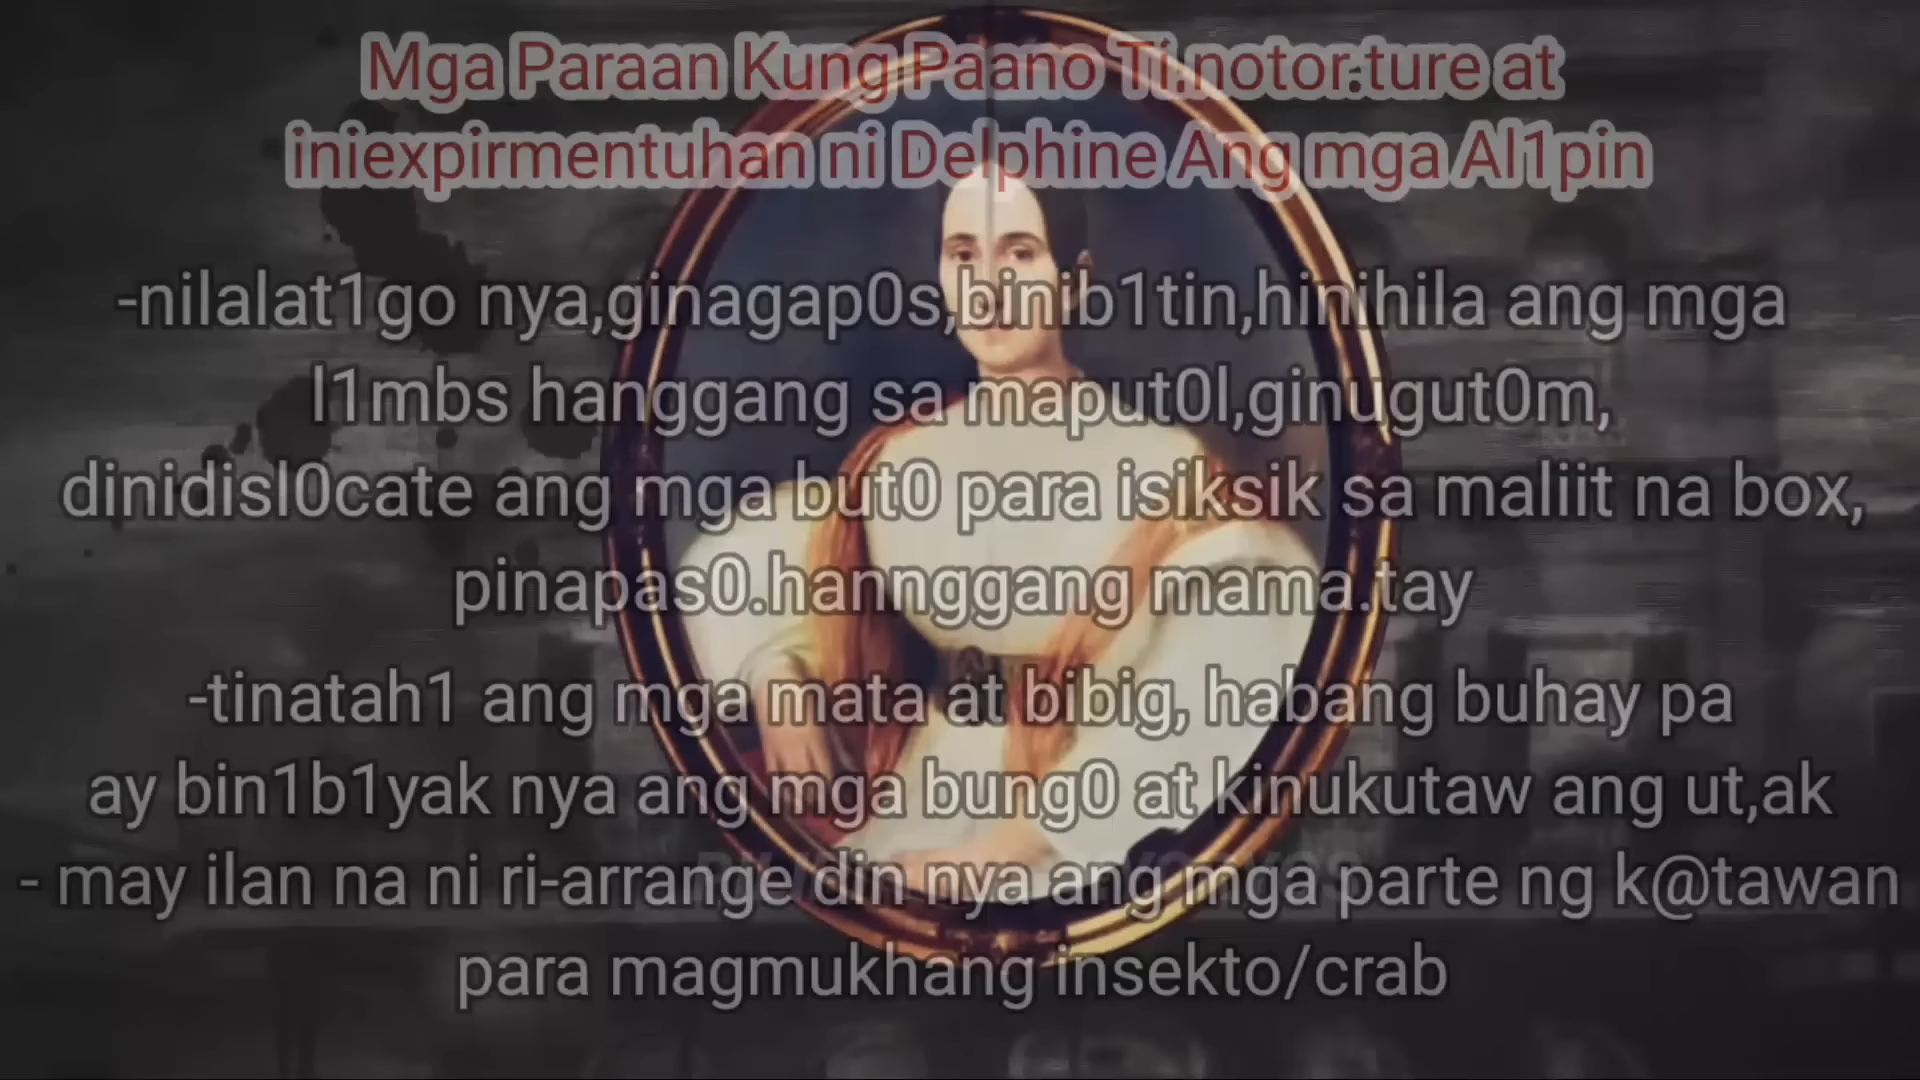 Mga Paraan Kung Paano Ti,notor.ture at
iniexpirmentuhan ni Delphine Ang mga Al1pin
-nilalat1go nya,ginagap0s,binib1tin,hinihila ang mga
l1mbs hanggang sa maput0l,ginugut0m,
dinidisl0cate ang mga but0 para isiksik sa maliit na box,
pinapas0.hannggang mama.tay
-tinatah1 ang mga mata at bibig, habang buhay pa
ay bin1b1yak nya ang mga bung0 at kinukutaw ang ut,ak
- may ilan na ni ri-arrange din nya ang mga parte ng k@tawan
para magmukhang insekto/crab